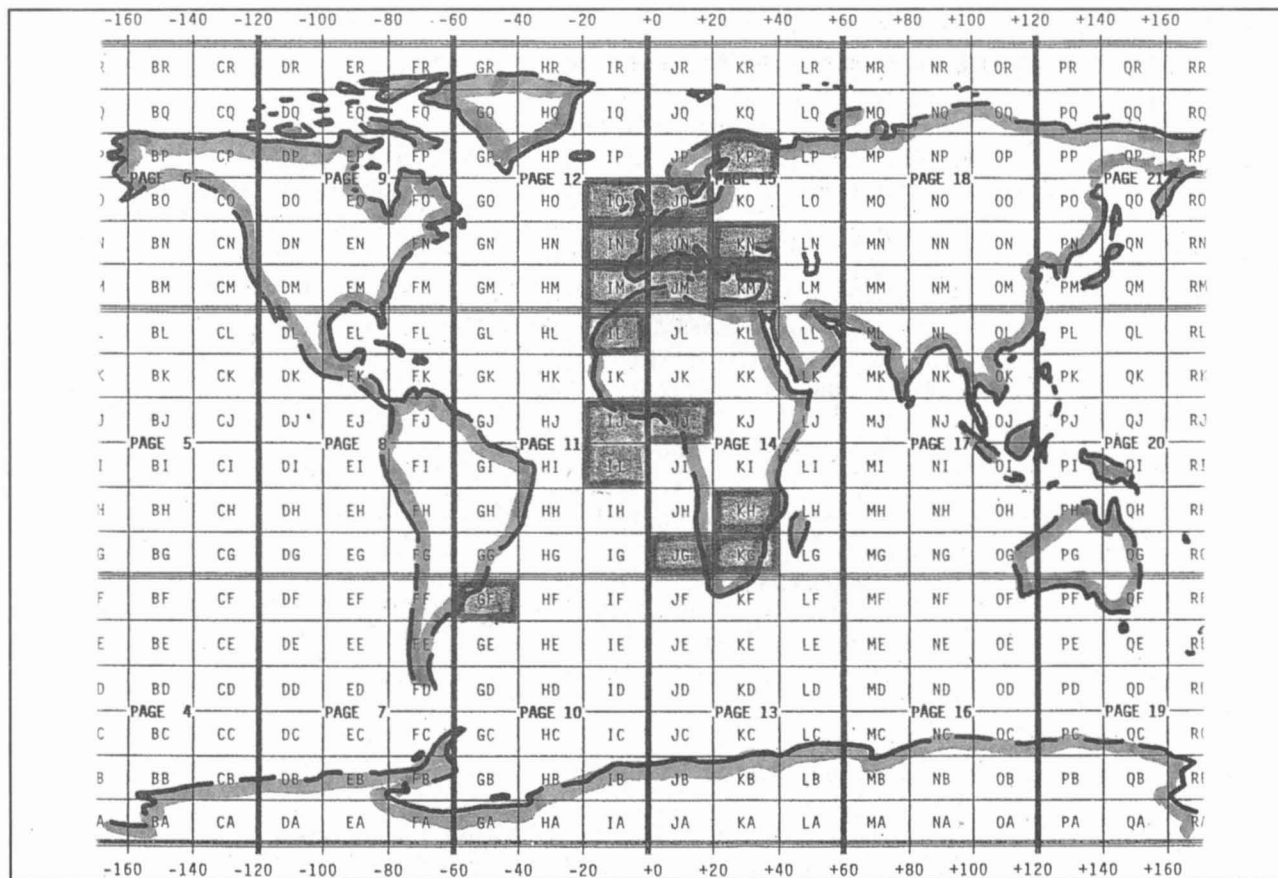 -160 -140 -120 -100 -80 -60 -40 -20 +0 +20 +40 +60 +80 +100 +120 +140 +160
R BR CR DR ER FR GR HR IR JR KR LR MR NR OR PR QR RR
Q BQ CQ DQ EQ FQ GQ HQ IQ JQ KQ LQ MQ NQ OQ PQ QQ RQ
BP CP DP EP FP GP HP IP JP KP LP MP NP OP PP QP RP
PAGE 6 PAGE 9 PAGE 12 PAGE 15 PAGE 18 PAGE 21
O BO CO DO EO FO GO HO IO JO KO LO MO NO OO PO QO RO
N BN CN DN EN FN GN HN IN JN KN LN MN NN ON PN QN RN
M BM CM DM EM FM GM HM IM JM KM LM MM NM OM PM QM RM
L BL CL DL EL FL GL HL IL JL KL LL ML NL OL PL QL RL
K BK CK DK EK FK GK HK IK JK KK LK MK NK OK PK QK RK
J BJ CJ DJ EJ FJ GJ HJ IJ JJ KJ LJ MJ NJ OJ PJ QJ RJ
PAGE 5 PAGE 8 PAGE 11 PAGE 14 PAGE 17 PAGE 20
I BI CI DI EI FI GI HI II JI KI LI MI NI OI PI QI RI
H BH CH DH EH FH GH HH IH JH KH LH MH NH OH PH QH
G BG CG DG EG FG GG HG IG JG KG LG MG NG OG PG QG
F BF CF DF EF FF GF HF IF JF KF LF MF NF OF PF QF RF
E BE CE DE EE FE GE HE IE JE KE LE ME NE OE PE QE
D BD CD DD ED FD GD HD ID JD KD LD MD ND OD PD QD
PAGE 4 PAGE 7 PAGE 10 PAGE 13 PAGE 16 PAGE 19
C BC CC DC EC FC GC HC IC JC KC LC MC NC OC PC QC
B BB CB DB EB FB GB HB IB JB KB LB MB NB OB PB QB
A BA CA DA EA FA GA HA IA JA KA LA MA NA OA PA QA
-160 -140 -120 -100 -80 -60 -40 -20 +0 +20 +40 +60 +80 +100 +120 +140 +160